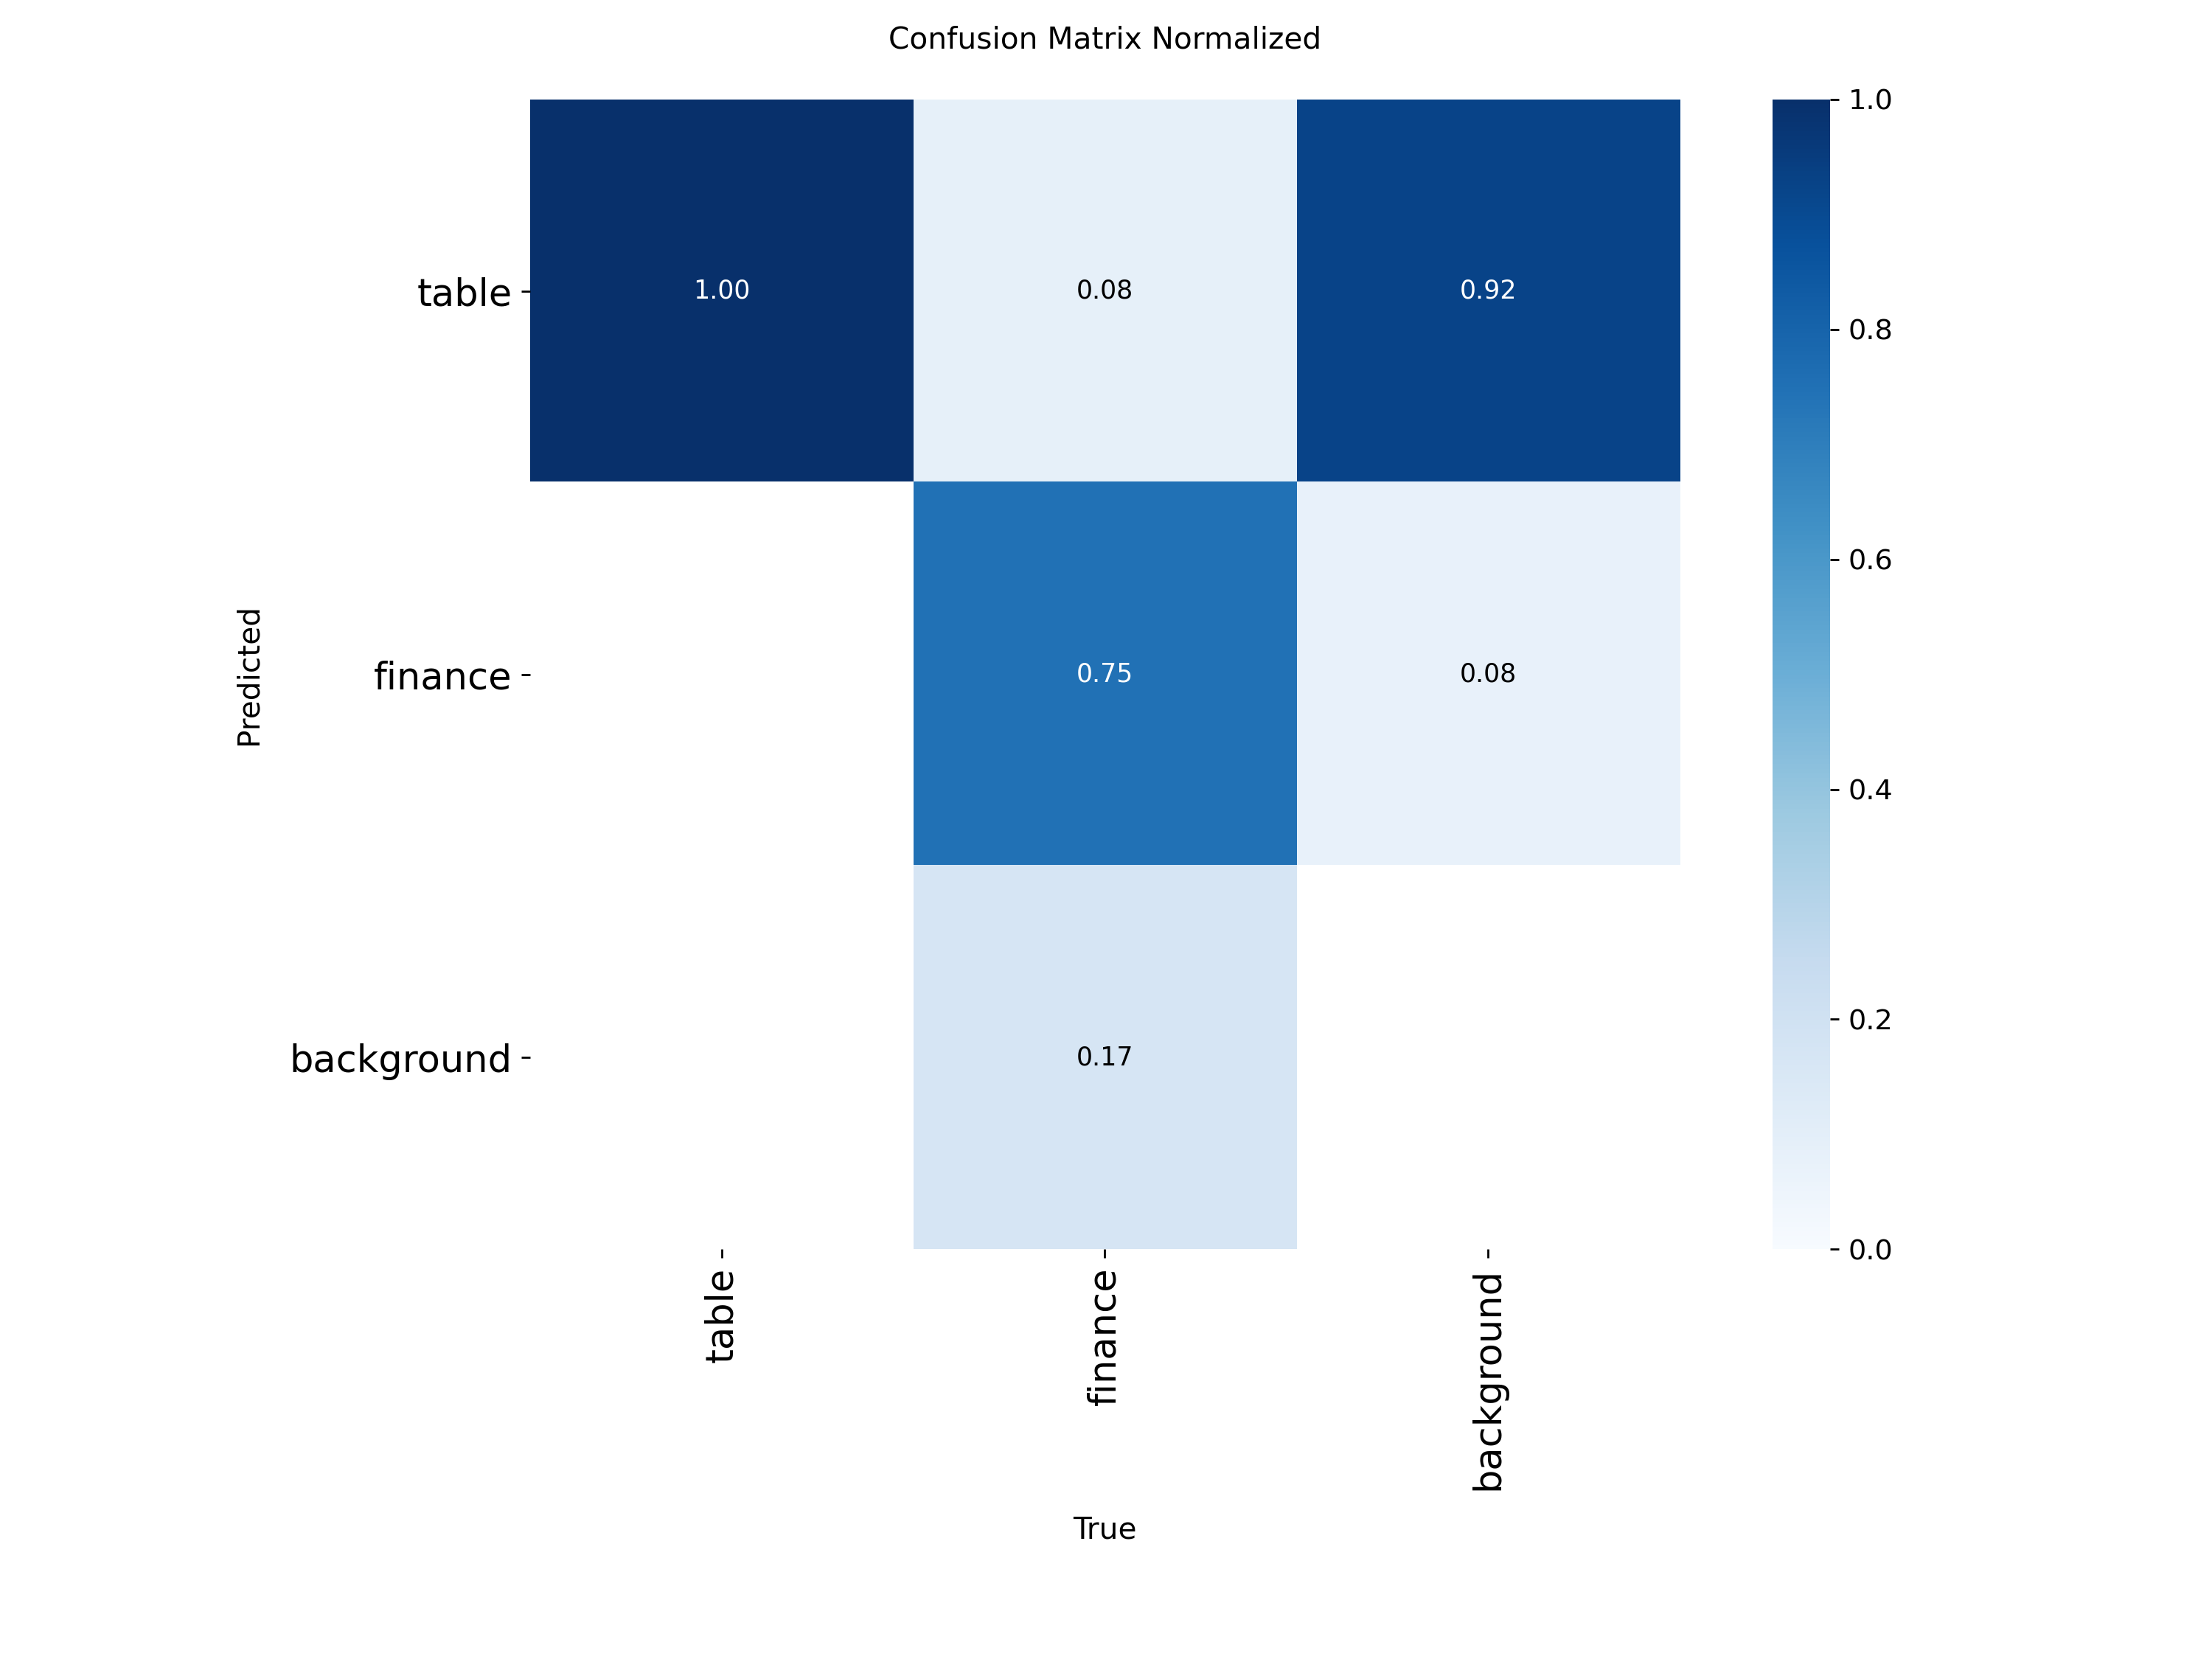 Confusion Matrix Normalized
table
1.00
0.08
0.92
finance
0.75
0.08
background
0.17
table
finance
background
Predicted
True
1.0
0.8
0.6
0.4
0.2
0.0